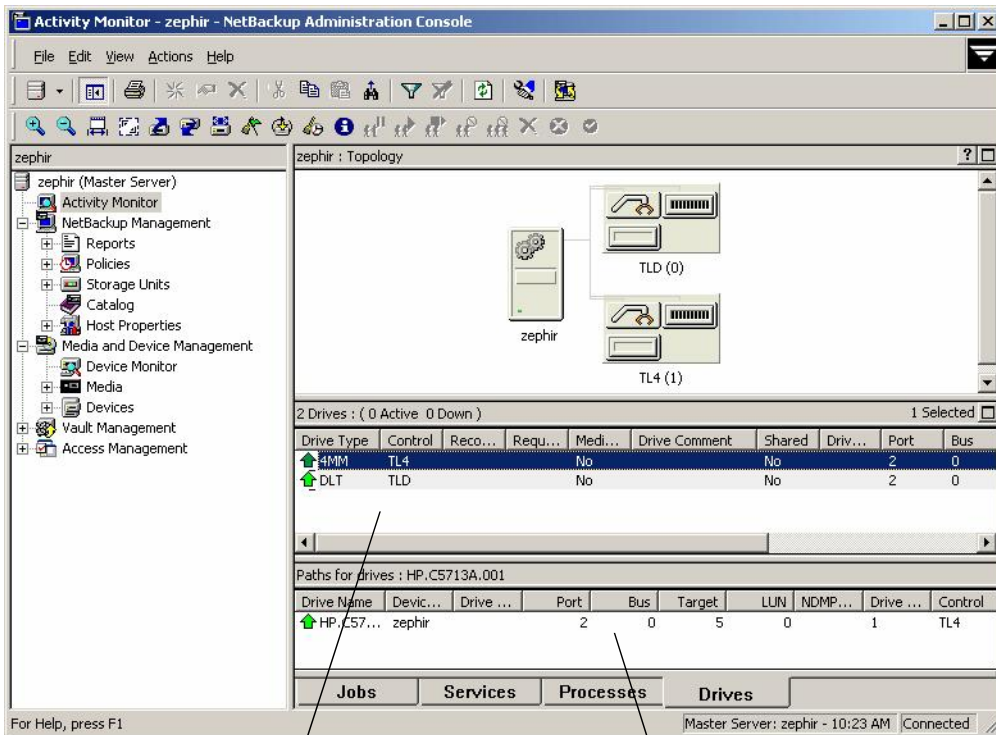 Activity Monitor - zephir - NetBackup Administration Console
File Edit View Actions Help
zephir
zephir : Topology
zephir (Master Server)
Activity Monitor
NetBackup Management
Reports
Policies
Storage Units
Catalog
Host Properties
Media and Device Management
Device Monitor
Media
Devices
Vault Management
Access Management
TLD (0)
zephir
TL4 (1)
2 Drives : ( 0 Active 0 Down ) 1 Selected
Drive Type Control Reco... Requ... Medi... Drive Comment Shared Driv... Port Bus
4MM TL4 No No 2 0
DLT TLD No No 2 0
Paths for drives : HP.C5713A.001
Drive Name Devic... Drive ... Port Bus Target LUN NDMP... Drive ... Control
HP.C57... zephir 2 0 5 0 1 TL4
Jobs Services Processes Drives
For Help, press F1 Master Server: zephir - 10:23 AM Connected